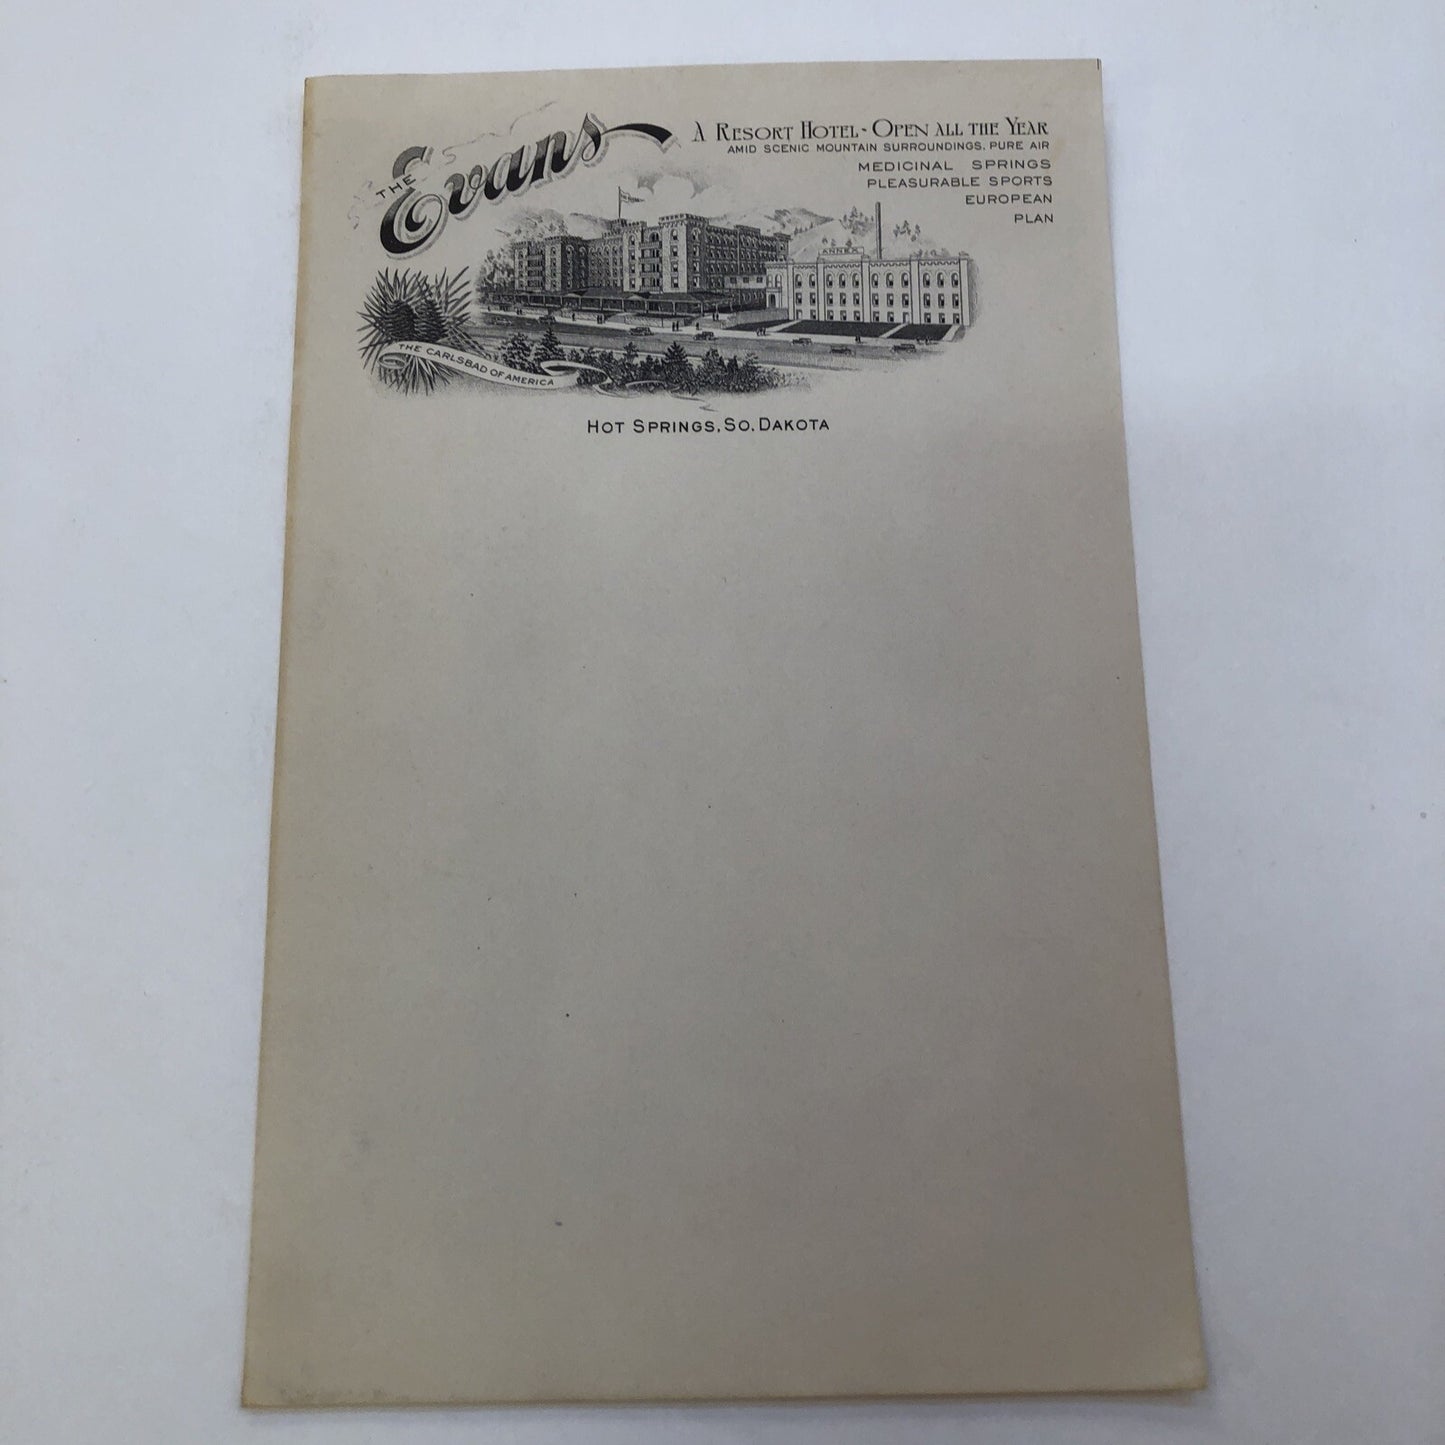 THE
Evans
A RESORT HOTEL - OPEN ALL THE YEAR
AMID SCENIC MOUNTAIN SURROUNDINGS, PURE AIR
MEDICINAL SPRINGS
PLEASURABLE SPORTS
EUROPEAN
PLAN
ANNEX
THE CARLSBAD OF AMERICA
HOT SPRINGS, SO. DAKOTA